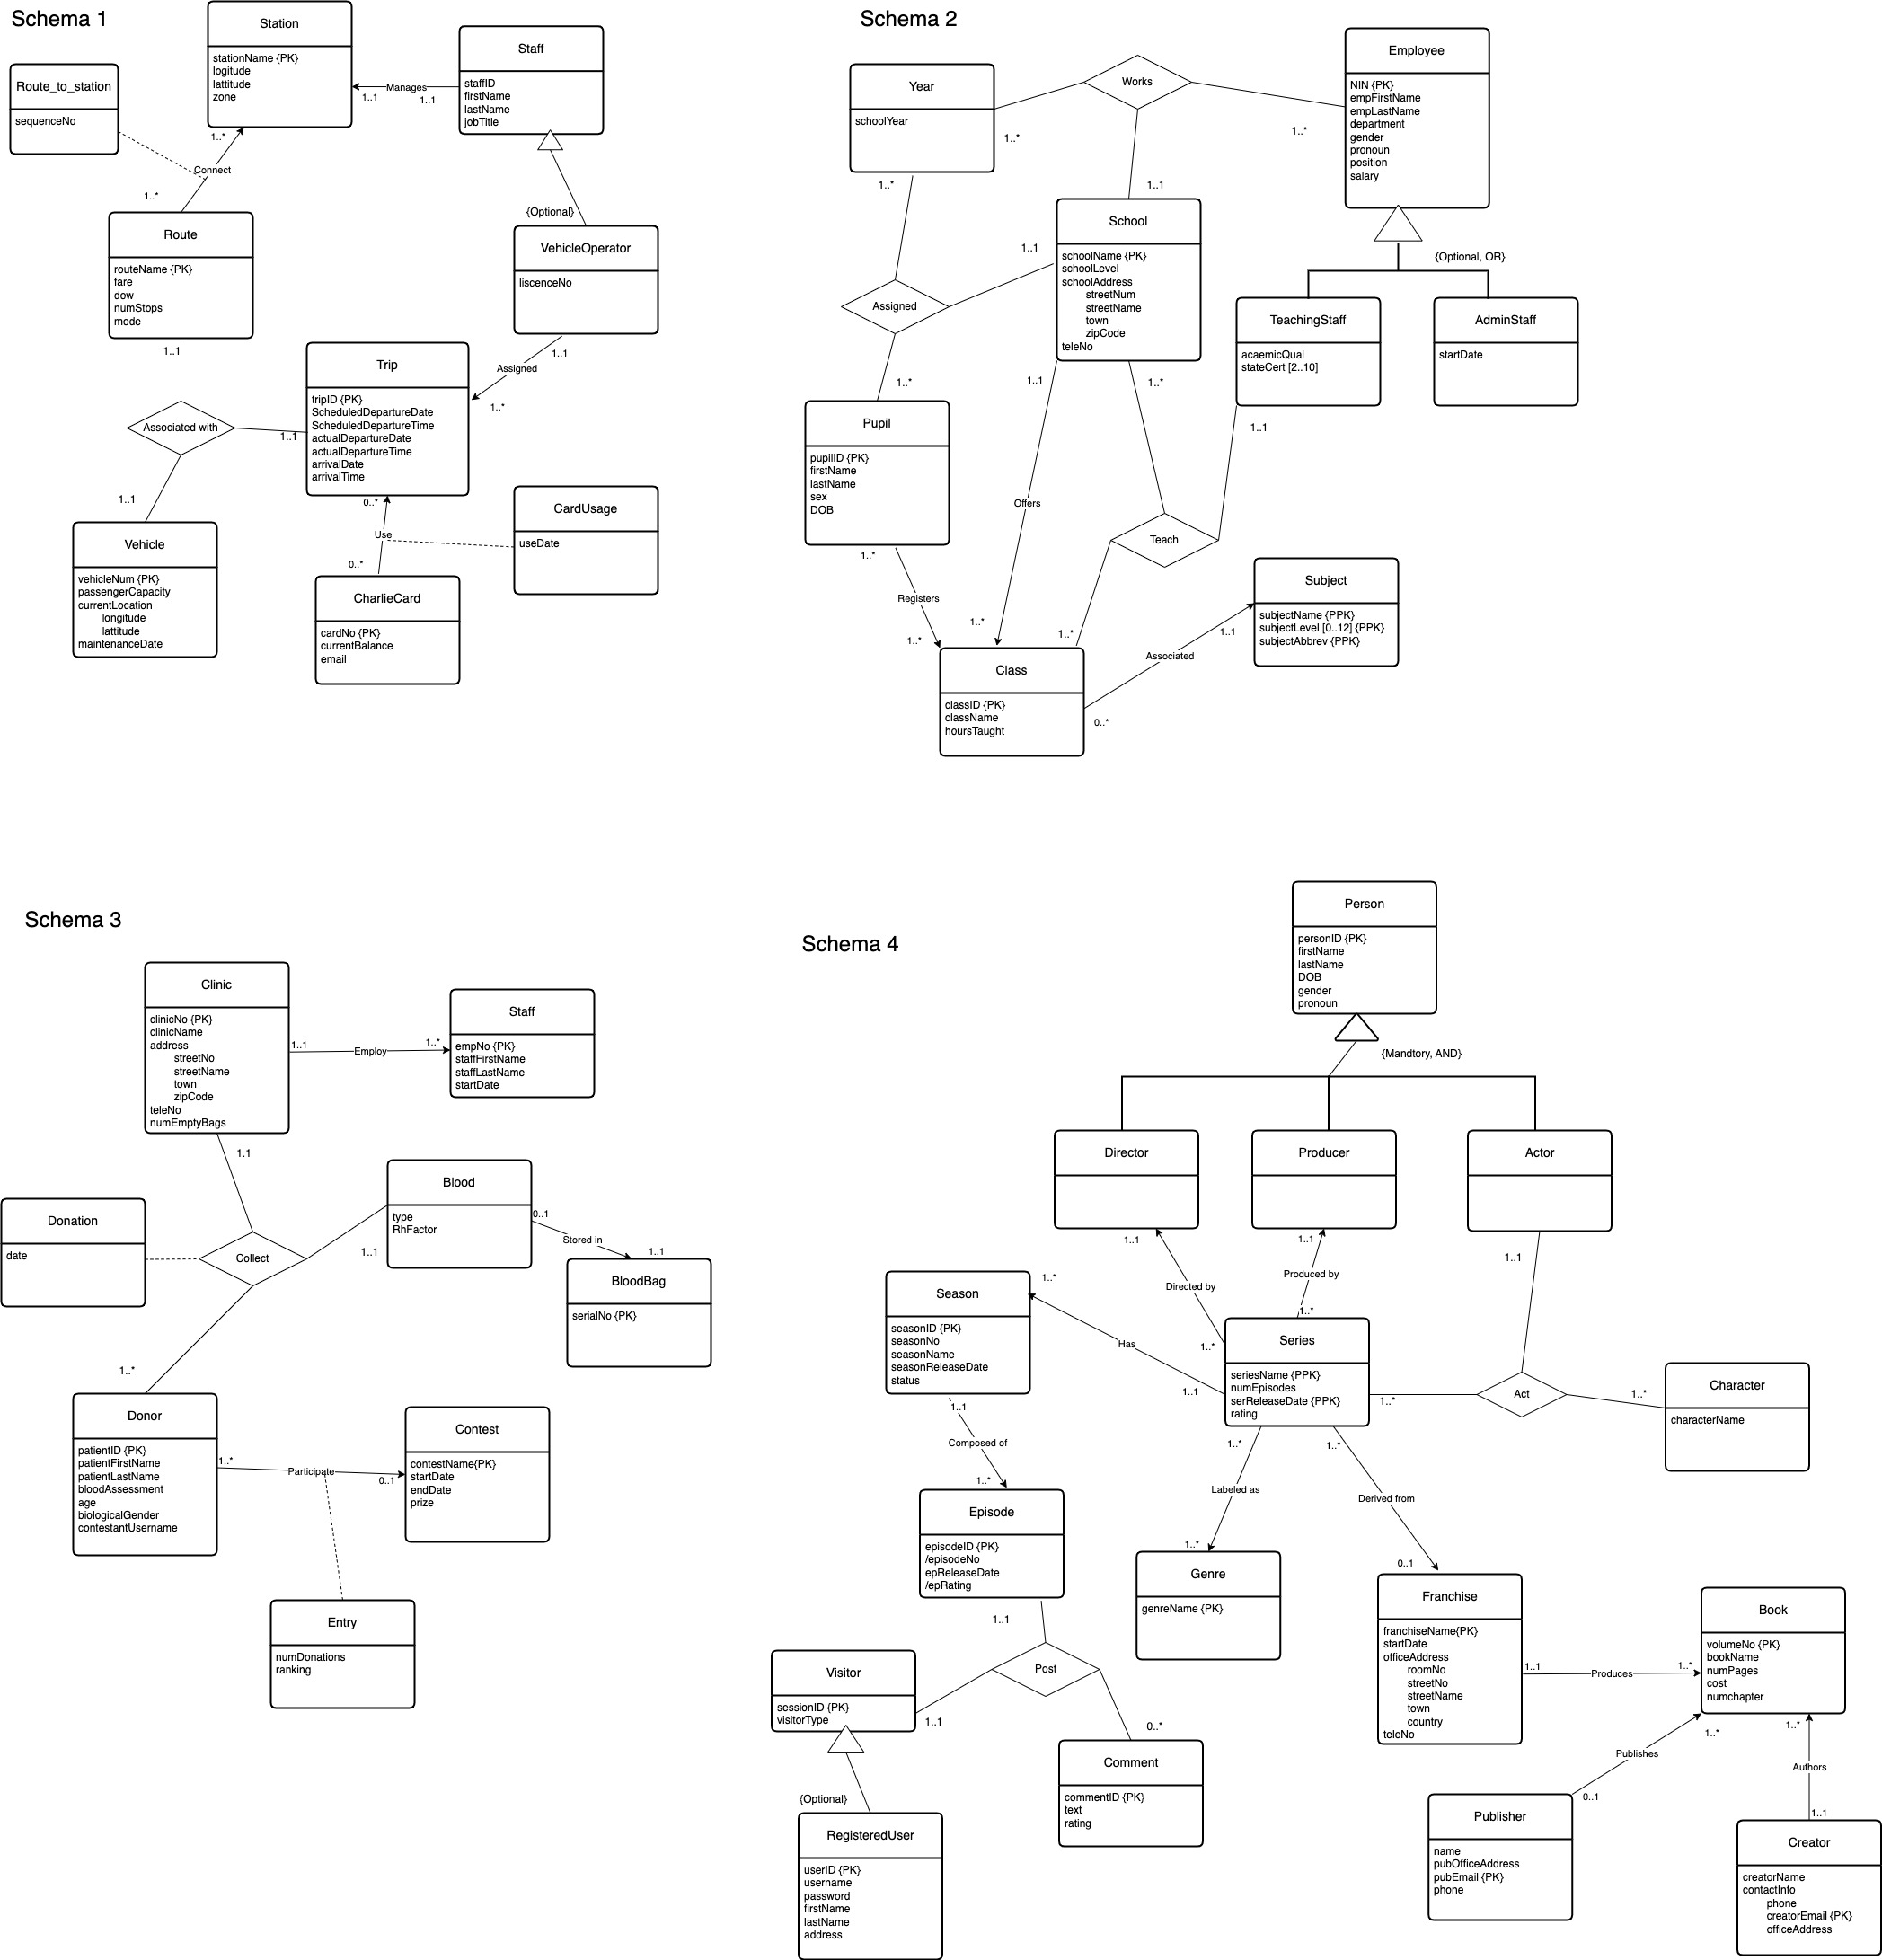 Schema 1
Station
stationName {PK}
logitude
lattitude
zone
Staff
staffID
firstName
lastName
jobTitle
Route_to_station
sequenceNo
Manages
1..1
1..1
1..*
Connect
1..*
Route
routeName {PK}
fare
dow
numStops
mode
{Optional}
VehicleOperator
liscenceNo
1..1
Assigned
1..*
1..1
Trip
tripID {PK}
ScheduledDepartureDate
ScheduledDepartureTime
actualDepartureDate
actualDepartureTime
arrivalDate
arrivalTime
Associated with
1..1
1..1
Vehicle
vehicleNum {PK}
passengerCapacity
currentLocation
longitude
lattitude
maintenanceDate
0..*
Use
0..*
CardUsage
useDate
CharlieCard
cardNo {PK}
currentBalance
email
Schema 2
Year
schoolYear
Works
1..*
1..*
1..1
Employee
NIN {PK}
empFirstName
empLastName
department
gender
pronoun
position
salary
{Optional, OR}
TeachingStaff
acaemicQual
stateCert [2..10]
AdminStaff
startDate
School
schoolName {PK}
schoolLevel
schoolAddress
streetNum
streetName
town
zipCode
teleNo
1..*
1..1
Assigned
1..*
Pupil
pupilID {PK}
firstName
lastName
sex
DOB
1..1
Offers
1..*
1..*
1..1
Teach
1..*
1..*
Registers
1..*
Class
classID {PK}
className
hoursTaught
Associated
1..1
0..*
Subject
subjectName {PPK}
subjectLevel [0..12] {PPK}
subjectAbbrev {PPK}
Schema 3
Clinic
clinicNo {PK}
clinicName
address
streetNo
streetName
town
zipCode
teleNo
numEmptyBags
1..1
Employ
1..*
Staff
empNo {PK}
staffFirstName
staffLastName
startDate
1.1
Donation
date
Collect
1..1
1..*
Blood
type
RhFactor
0..1
Stored in
1..1
BloodBag
serialNo {PK}
Donor
patientID {PK}
patientFirstName
patientLastName
bloodAssessment
age
biologicalGender
contestantUsername
1..*
Participate
0..1
Contest
contestName{PK}
startDate
endDate
prize
Entry
numDonations
ranking
Schema 4
Person
personID {PK}
firstName
lastName
DOB
gender
pronoun
{Mandtory, AND}
Director
Producer
Actor
1..1
Directed by
1..*
1..1
Produced by
1..*
1..1
Season
seasonID {PK}
seasonNo
seasonName
seasonReleaseDate
status
1..*
Has
1..1
Series
seriesName {PPK}
numEpisodes
serReleaseDate {PPK}
rating
1..*
Act
1..*
Character
characterName
1..1
Composed of
1..*
Episode
episodeID {PK}
/episodeNo
epReleaseDate
/epRating
1..*
Labeled as
1..*
Genre
genreName {PK}
1..*
Derived from
0..1
Franchise
franchiseName{PK}
startDate
officeAddress
roomNo
streetNo
streetName
town
country
teleNo
1..1
Produces
1..*
Book
volumeNo {PK}
bookName
numPages
cost
numchapter
1..1
Post
1..1
0..*
Visitor
sessionID {PK}
visitorType
{Optional}
RegisteredUser
userID {PK}
username
password
firstName
lastName
address
Comment
commentID {PK}
text
rating
1..*
Publishes
0..1
Publisher
name
pubOfficeAddress
pubEmail {PK}
phone
1..*
Authors
1..1
Creator
creatorName
contactInfo
phone
creatorEmail {PK}
officeAddress